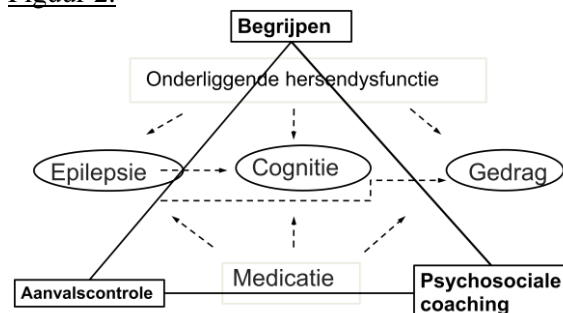 Figuur 2:
Begrijpen
Onderliggende hersendysfunctie
Epilepsie
Cognitie
Gedrag
Medicatie
Aanvalscontrole
Psychosociale
coaching